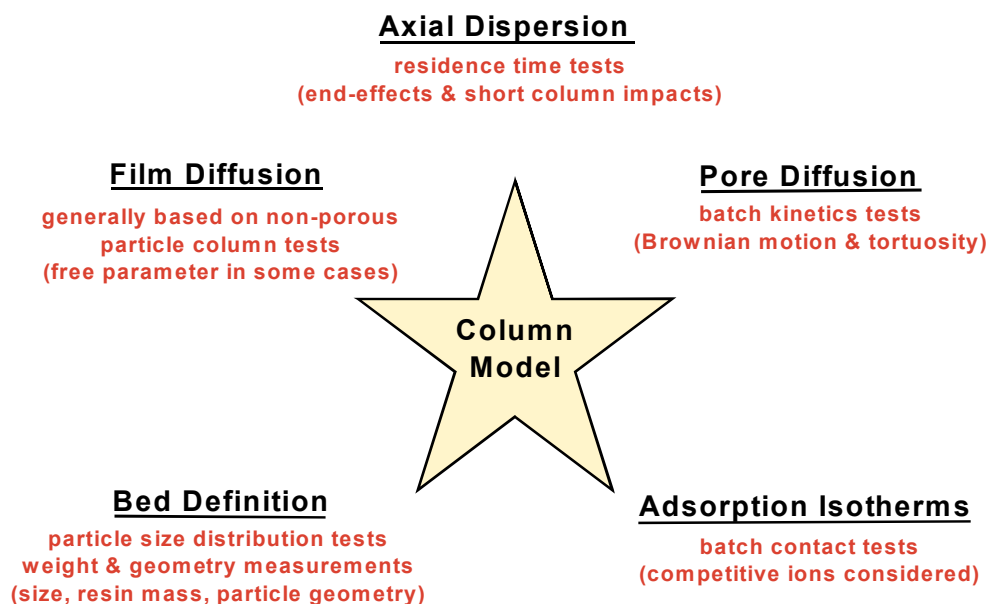 Axial Dispersion
residence time tests
(end-effects & short column impacts)
Film Diffusion
generally based on non-porous
particle column tests
(free parameter in some cases)
Pore Diffusion
batch kinetics tests
(Brownian motion & tortuosity)
Column
Model
Bed Definition
particle size distribution tests
weight & geometry measurements
(size, resin mass, particle geometry)
Adsorption Isotherms
batch contact tests
(competitive ions considered)